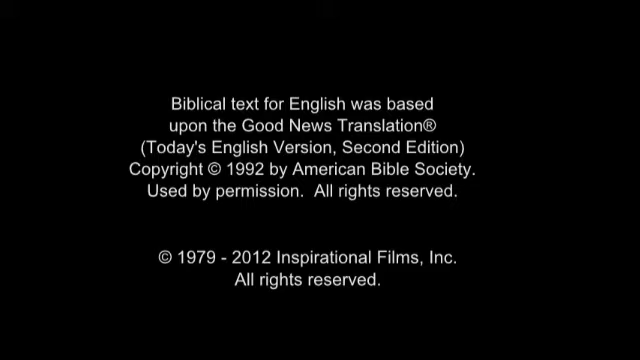 Biblical text for English was based
upon the Good News Translation®
(Today's English Version, Second Edition)
Copyright © 1992 by American Bible Society.
Used by permission.  All rights reserved.
© 1979 - 2012 Inspirational Films, Inc.
All rights reserved.